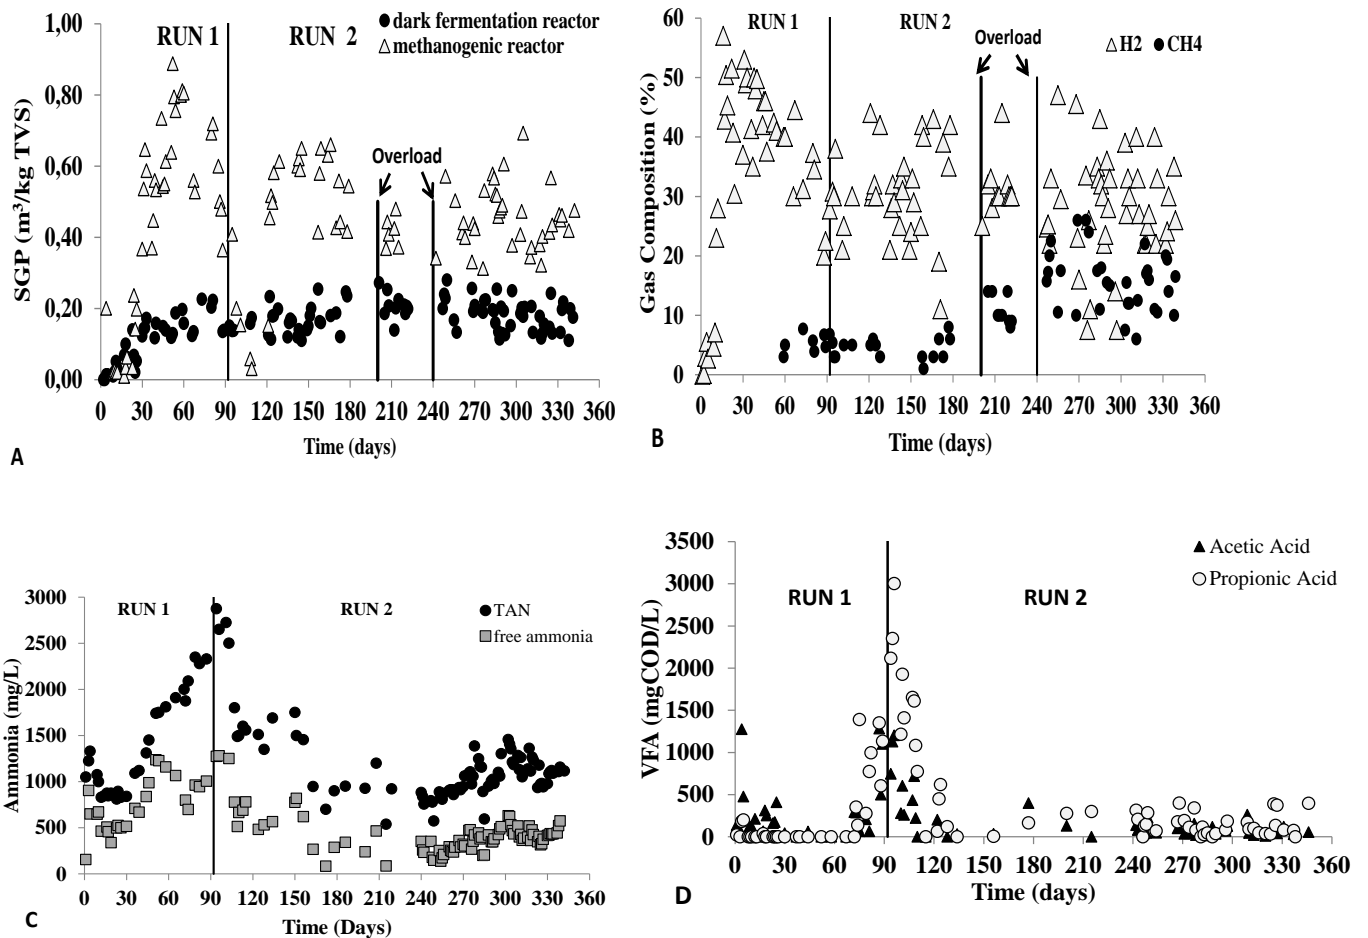 1,00
0,80
0,60
0,40
0,20
0,00
SGP (m³/kg TVS)
RUN 1
RUN 2
dark fermentation reactor
methanogenic reactor
Overload
0 30 60 90 120 150 180 210 240 270 300 330 360
Time (days)
A
60%
50
40
30
20
10
0
Gas Composition (%)
RUN 1
RUN 2
Overload
H2 CH4
0 30 60 90 120 150 180 210 240 270 300 330 360
Time (days)
B
3000
2500
2000
1500
1000
500
0
Ammonia (mg/L)
RUN 1
RUN 2
TAN
free ammonia
0 30 60 90 120 150 180 210 240 270 300 330 360
Time (Days)
C
3500
3000
2500
2000
1500
1000
500
0
VFA (mgCOD/L)
RUN 1
RUN 2
Acetic Acid
Propionic Acid
0 30 60 90 120 150 180 210 240 270 300 330 360
Time (days)
D